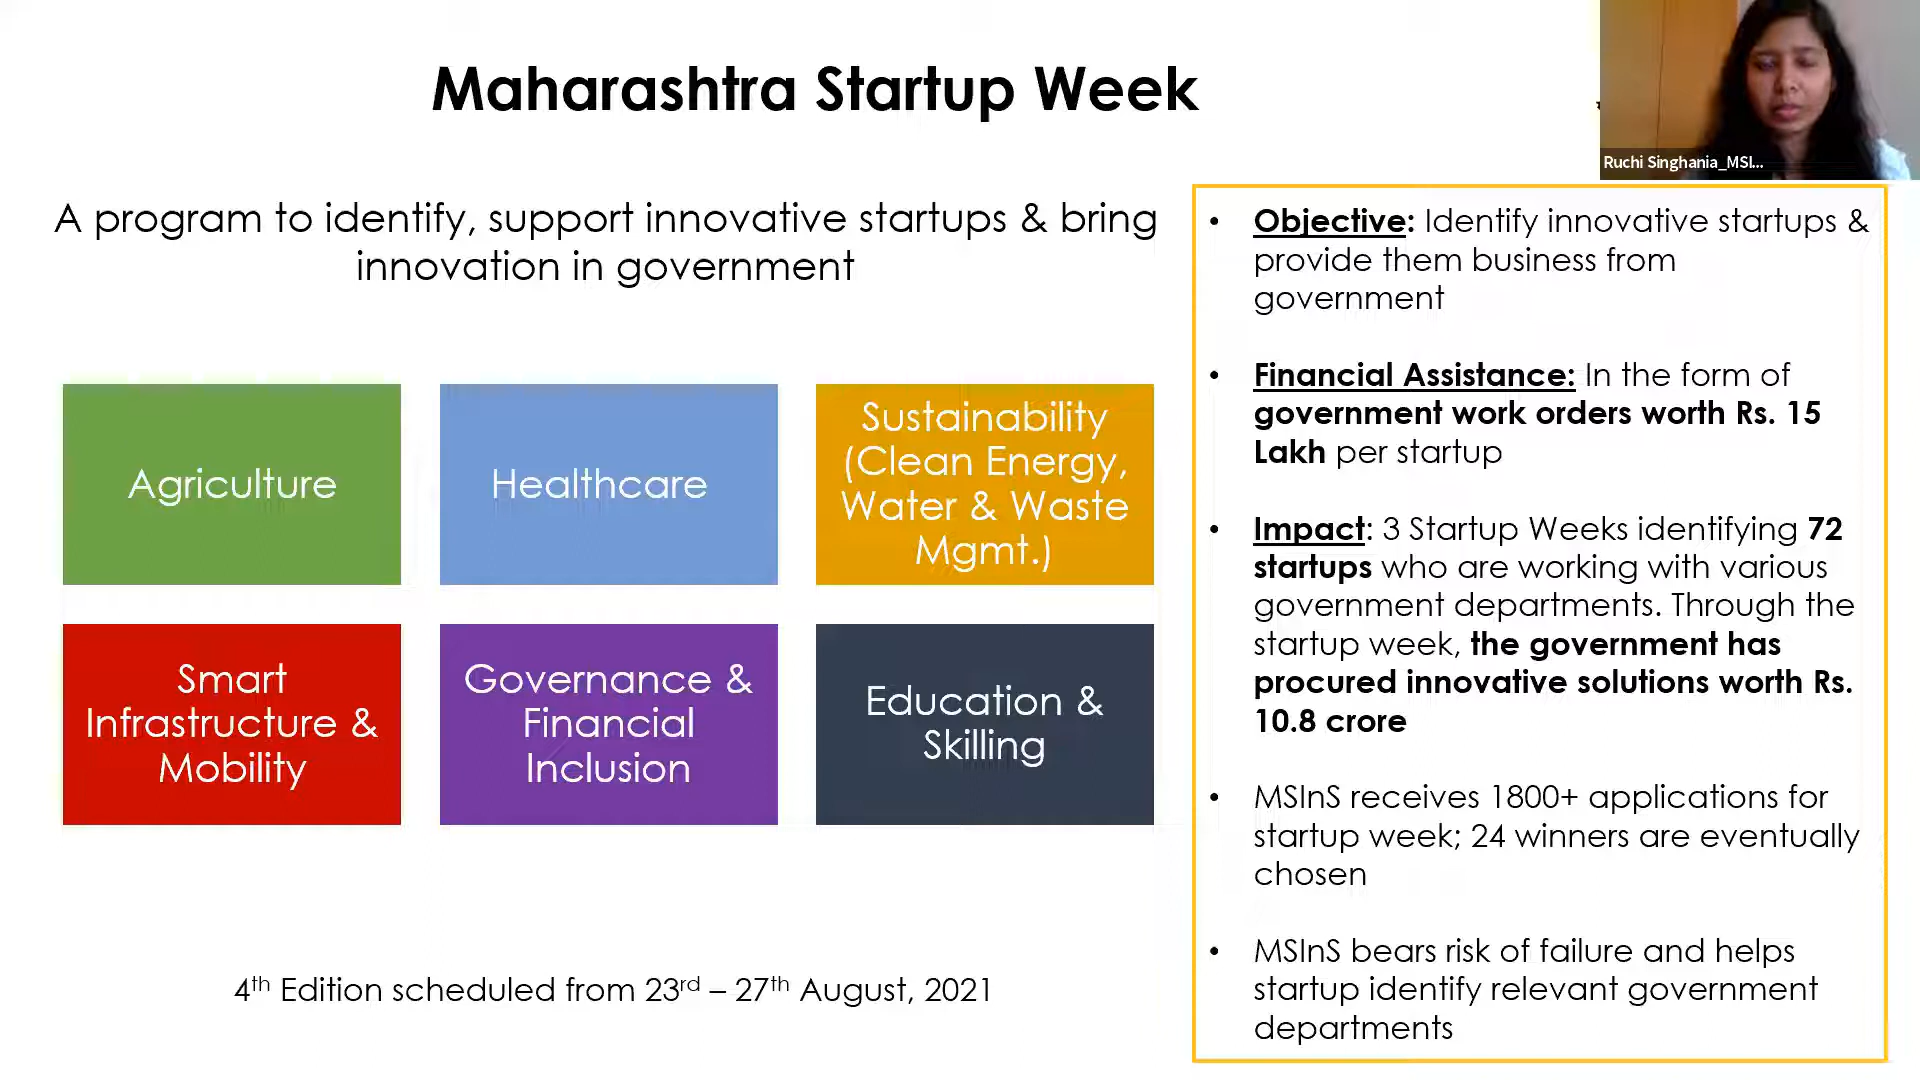 Maharashtra Startup Week
Ruchi Singhania_MSI...
A program to identify, support innovative startups & bring
innovation in government
Agriculture
Healthcare
Sustainability
(Clean Energy,
Water & Waste
Mgmt.)
Smart
Infrastructure &
Mobility
Governance &
Financial
Inclusion
Education &
Skilling
4th Edition scheduled from 23rd – 27th August, 2021
• Objective: Identify innovative startups &
provide them business from
government
• Financial Assistance: In the form of
government work orders worth Rs. 15
Lakh per startup
• Impact: 3 Startup Weeks identifying 72
startups who are working with various
government departments. Through the
startup week, the government has
procured innovative solutions worth Rs.
10.8 crore
• MSInS receives 1800+ applications for
startup week; 24 winners are eventually
chosen
• MSInS bears risk of failure and helps
startup identify relevant government
departments